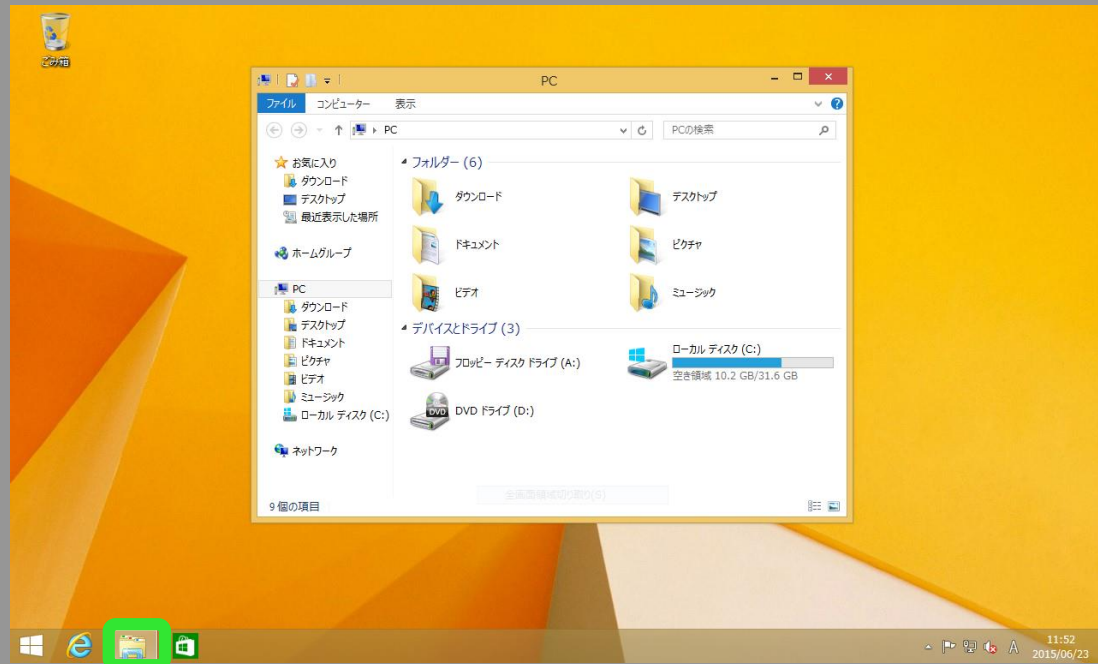 ごみ箱
PC
ファイル
コンピューター
表示
PC
PCの検索
お気に入り
ダウンロード
デスクトップ
最近表示した場所
ホームグループ
PC
ダウンロード
デスクトップ
ドキュメント
ピクチャ
ビデオ
ミュージック
ローカル ディスク (C:)
ネットワーク
フォルダー (6)
ダウンロード
デスクトップ
ドキュメント
ピクチャ
ビデオ
ミュージック
デバイスとドライブ (3)
フロッピー ディスク ドライブ (A:)
ローカル ディスク (C:)
空き領域 10.2 GB/31.6 GB
DVD
DVD ドライブ (D:)
全画面/領域切り取り(S)
9 個の項目
A
11:52
2015/06/23